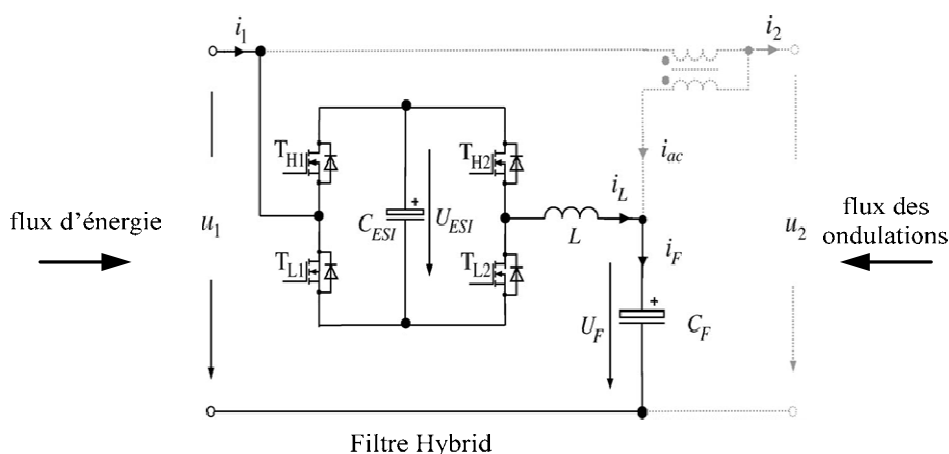 i1
i2
TH1
TH2
iac
iL
flux d'énergie
u1
CESI
UESI
L
u2
flux des
ondulations
TL1
TL2
iF
UF
CF
Filtre Hybrid